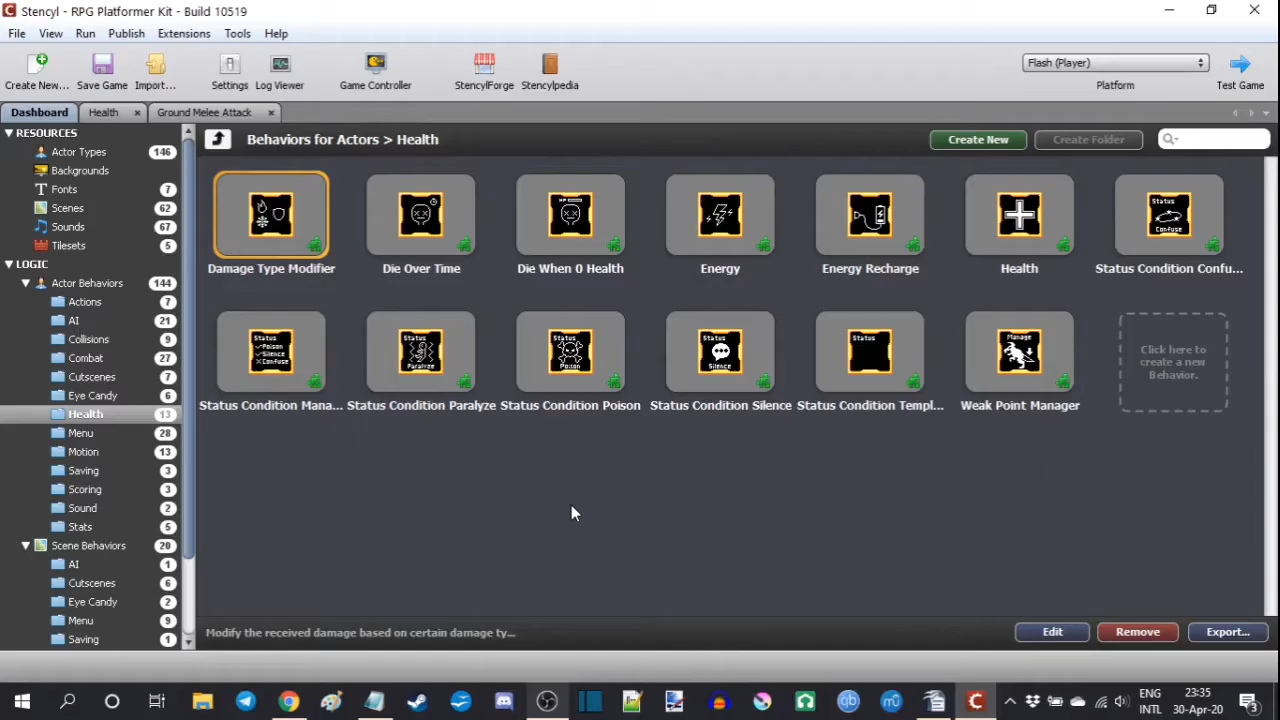 Stencyl - RPG Platformer Kit - Build 10519
File View Run Publish Extensions Tools Help
Create New... Save Game Import... Settings Log Viewer Game Controller StencylForge Stencylpedia
Flash (Player)
Platform
Test Game
Dashboard Health Ground Melee Attack
RESOURCES
Actor Types 146
Backgrounds
Fonts 7
Scenes 62
Sounds 67
Tilesets 5
LOGIC
Actor Behaviors 144
Actions 7
AI 21
Collisions 9
Combat 27
Cutscenes 7
Eye Candy 6
Health 13
Menu 28
Motion 13
Saving 3
Scoring 3
Sound 2
Stats 5
Scene Behaviors 20
AI 1
Cutscenes 6
Eye Candy 2
Menu 9
Saving 1
Behaviors for Actors > Health
Create New
Create Folder
HP
Status
Confuse
Damage Type Modifier Die Over Time Die When 0 Health Energy Energy Recharge Health Status Condition Confu...
Status
Poison
Silence
Confuse
Status
Paralyze
Status
Poison
Status
Silence
Status
Manage
Status Condition Mana... Status Condition Paralyze Status Condition Poison Status Condition Silence Status Condition Templ... Weak Point Manager
Click here to
create a new
Behavior.
Modify the received damage based on certain damage ty...
Edit Remove Export...
ENG
INTL
23:35
30-Apr-20
3